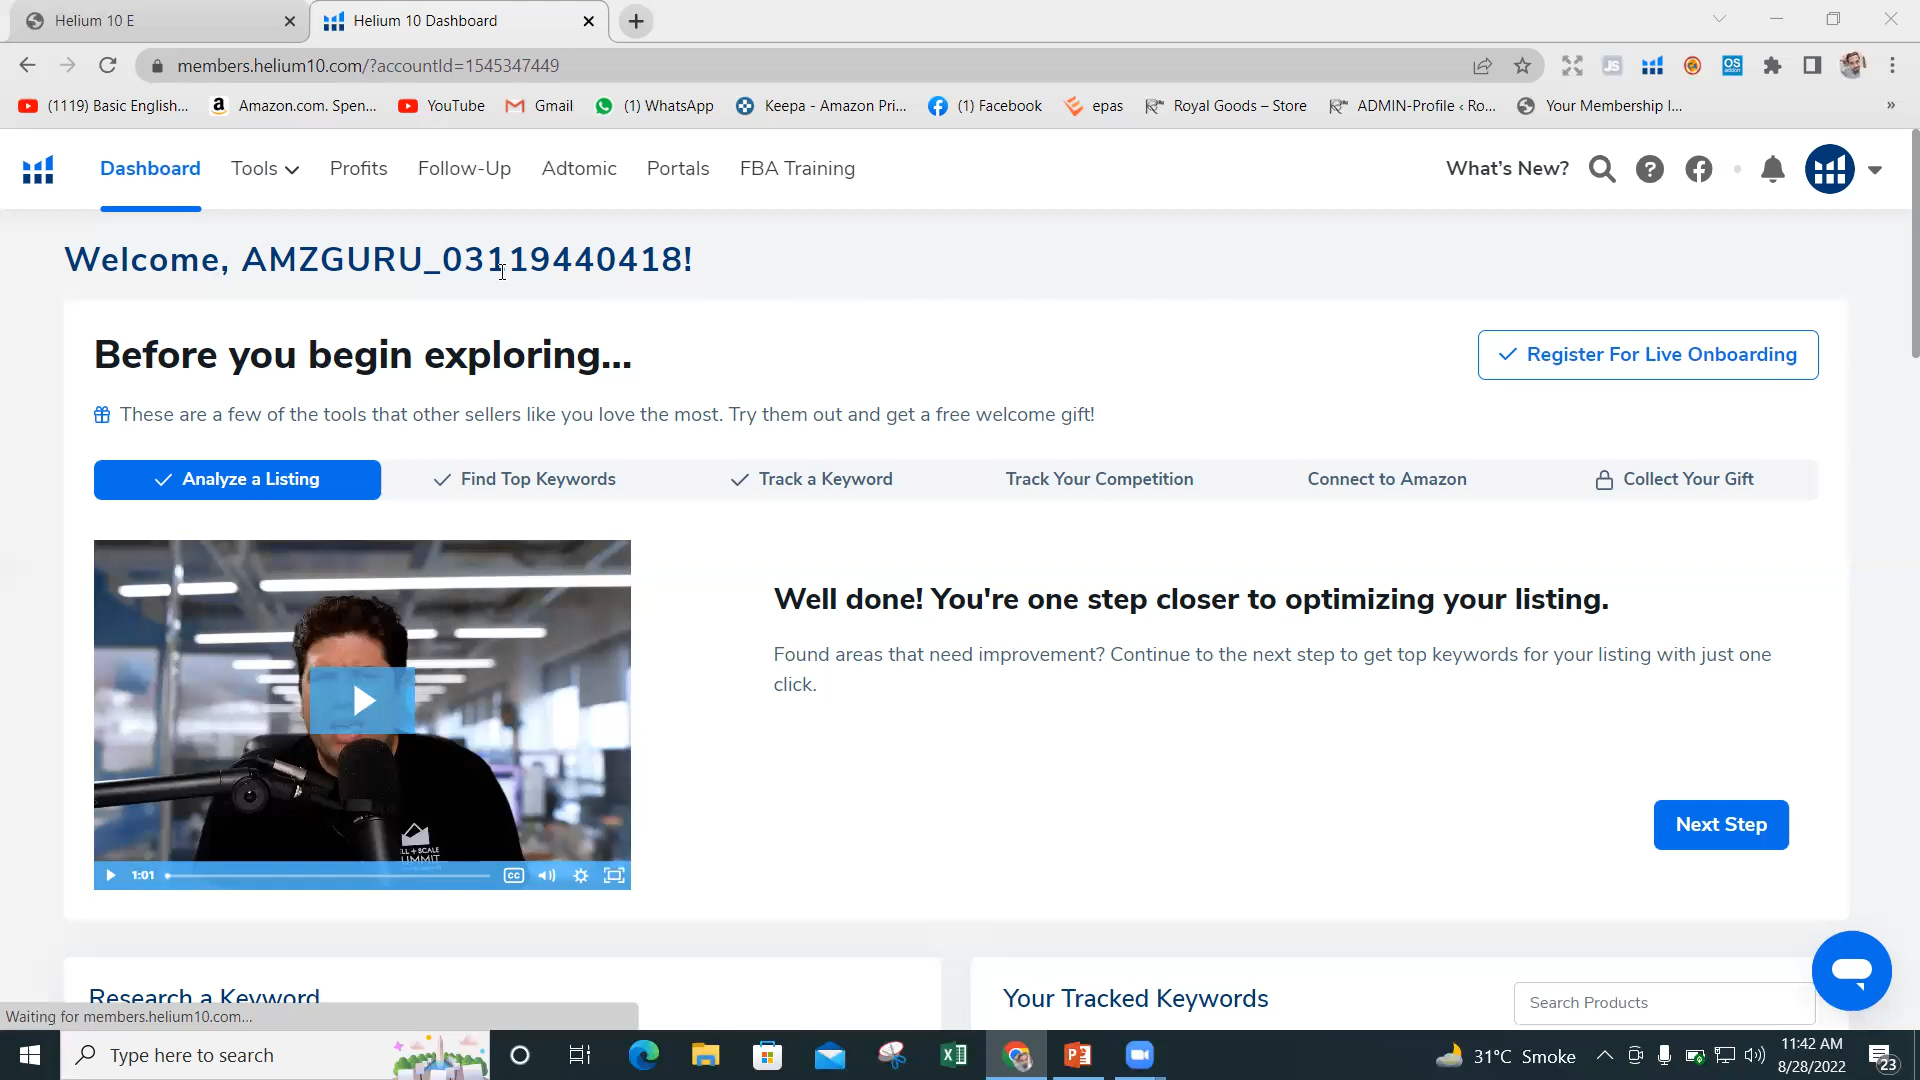 Helium 10 E
Helium 10 Dashboard
members.helium10.com/?accountId=1545347449
(1119) Basic English...
Amazon.com. Spen...
YouTube
Gmail
(1) WhatsApp
Keepa - Amazon Pri...
(1) Facebook
epas
Royal Goods – Store
ADMIN-Profile ‹ Ro...
Your Membership I...
»
Dashboard
Tools
Profits
Follow-Up
Adtomic
Portals
FBA Training
What's New?
Welcome, AMZGURU_03119440418!
Before you begin exploring...
Register For Live Onboarding
These are a few of the tools that other sellers like you love the most. Try them out and get a free welcome gift!
Analyze a Listing
Find Top Keywords
Track a Keyword
Track Your Competition
Connect to Amazon
Collect Your Gift
Well done! You're one step closer to optimizing your listing.
Found areas that need improvement? Continue to the next step to get top keywords for your listing with just one
click.
1:01
CC
Next Step
Research a Keyword
Your Tracked Keywords
Search Products
Waiting for members.helium10.com...
Type here to search
31°C Smoke
11:42 AM
8/28/2022
23